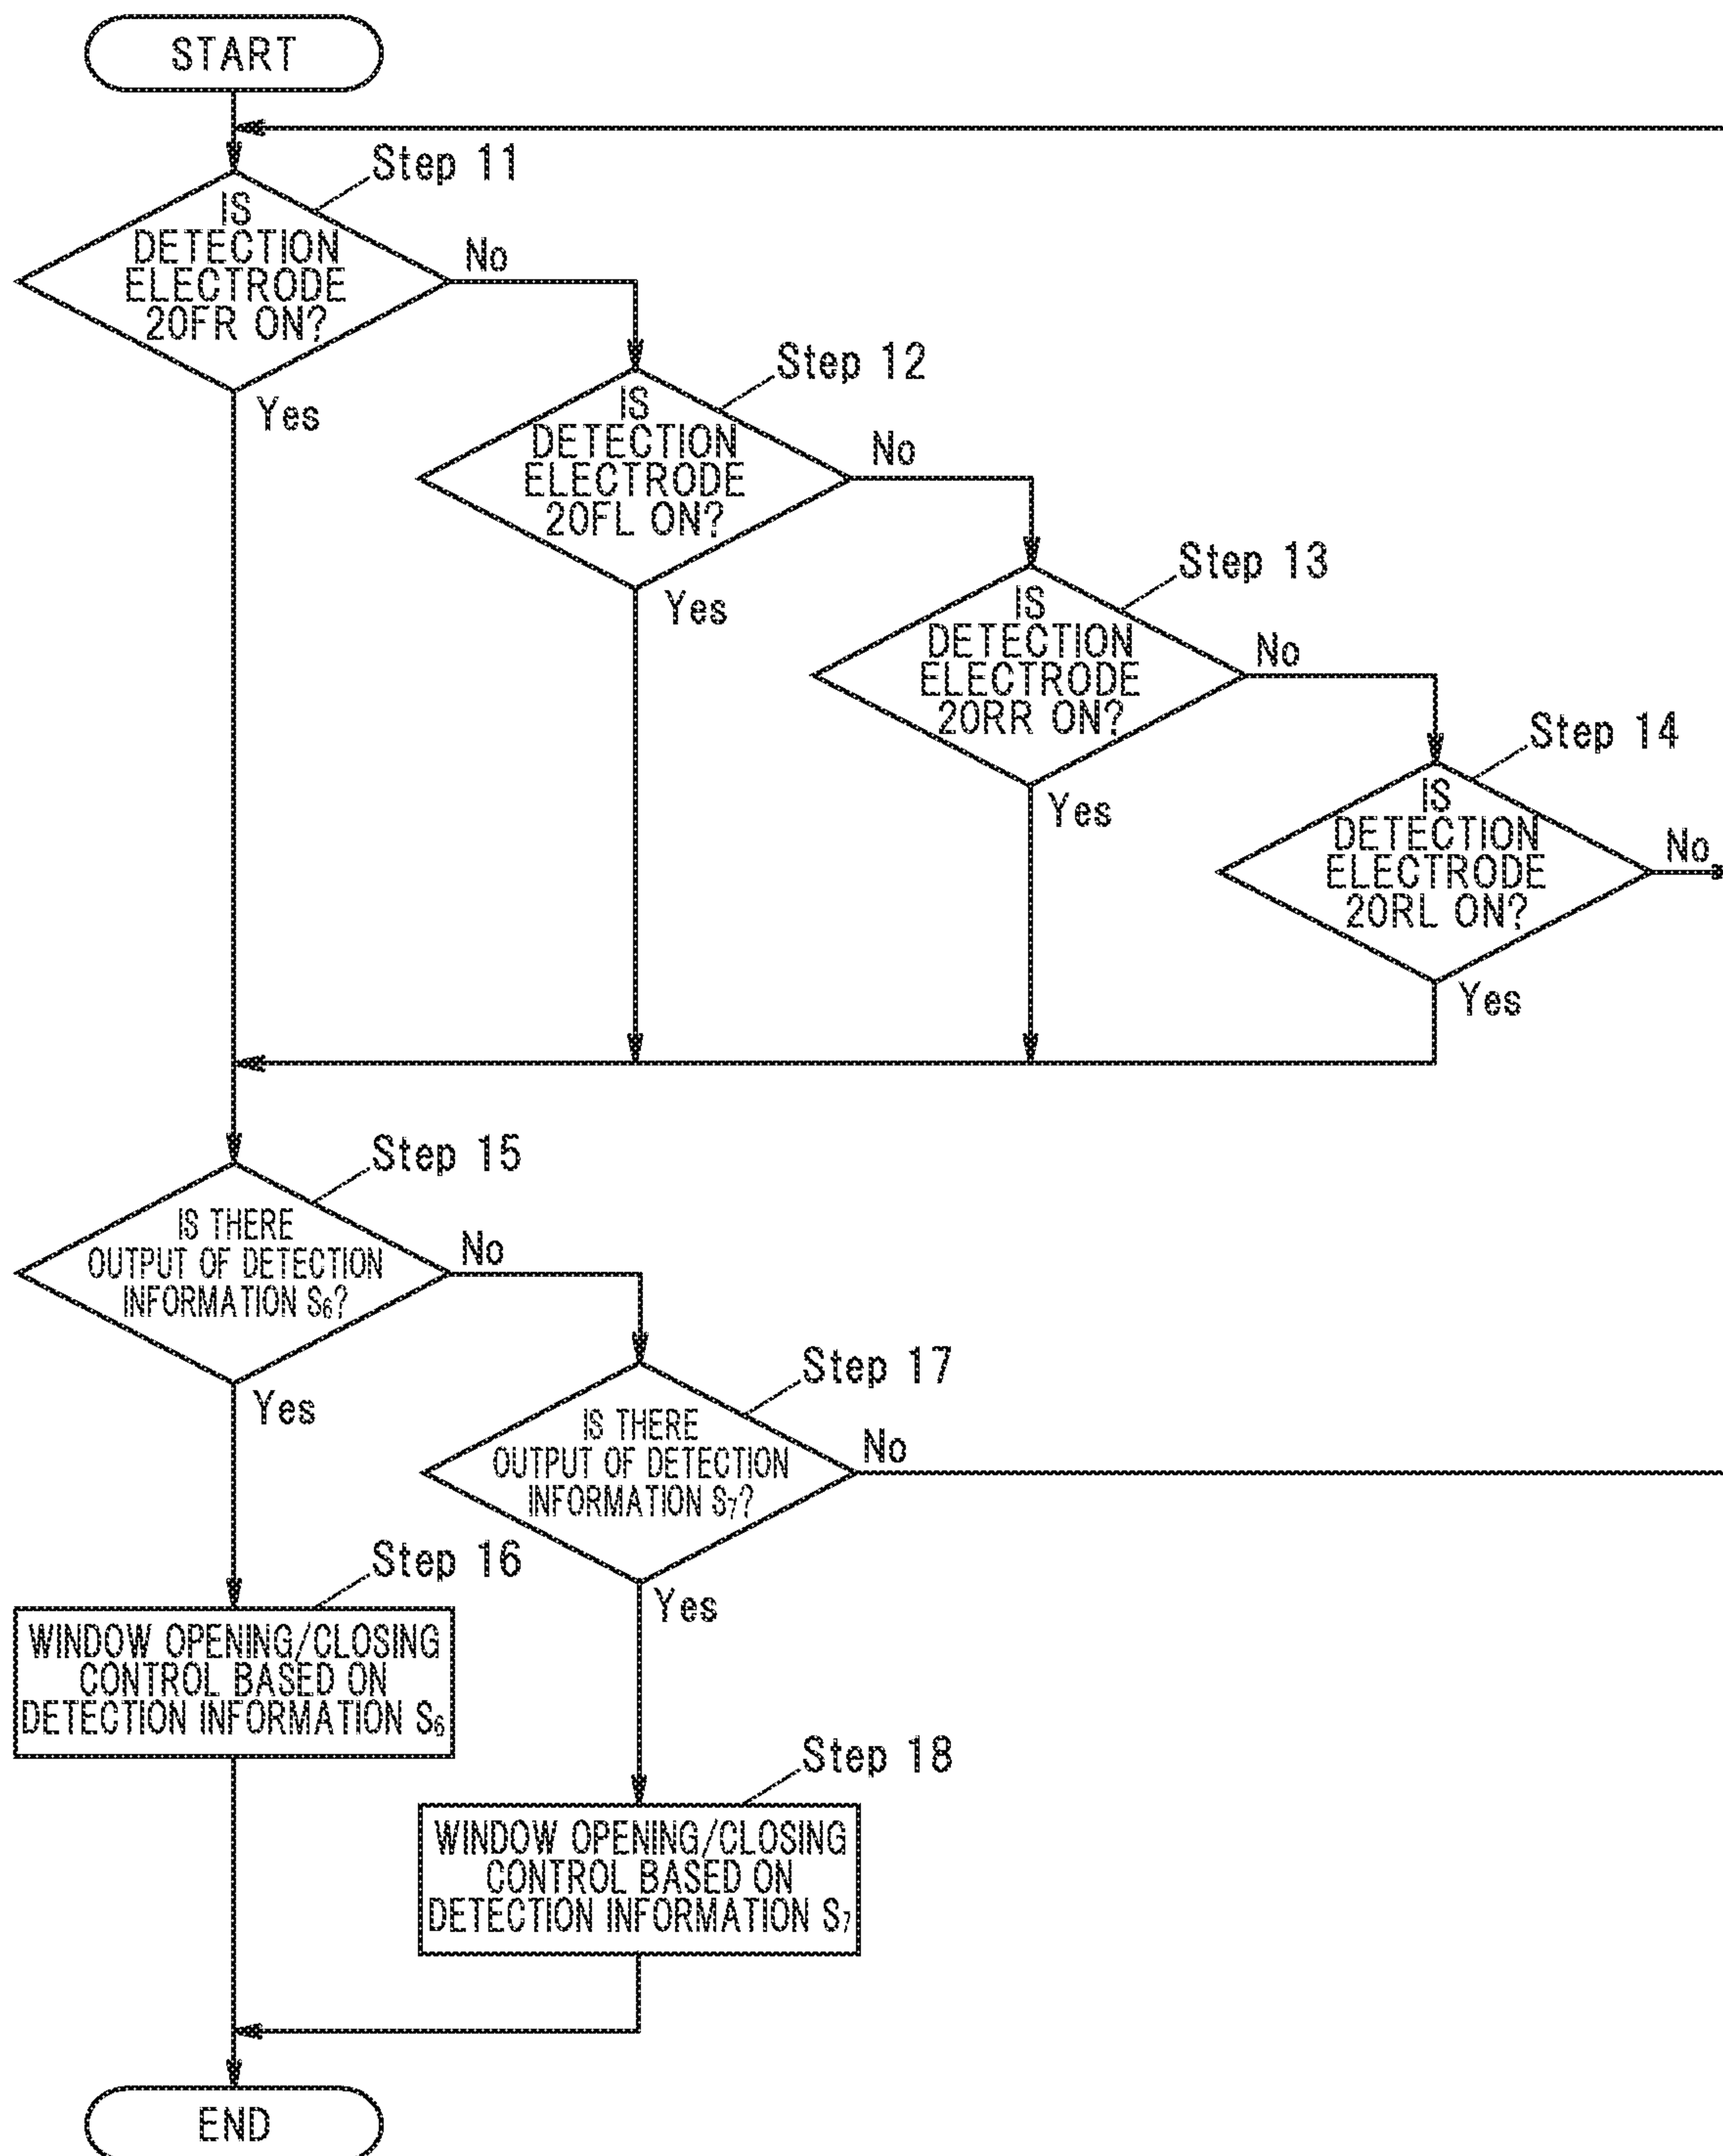 START
Step 11
IS
DETECTION
ELECTRODE
20FR ON?
No
Yes
Step 12
IS
DETECTION
ELECTRODE
20FL ON?
No
Yes
Step 13
IS
DETECTION
ELECTRODE
20RR ON?
No
Yes
Step 14
IS
DETECTION
ELECTRODE
20RL ON?
No
Yes
Step 15
IS THERE
OUTPUT OF DETECTION
INFORMATION S₆?
No
Yes
Step 17
IS THERE
OUTPUT OF DETECTION
INFORMATION S₇?
No
Yes
Step 16
WINDOW OPENING/CLOSING
CONTROL BASED ON
DETECTION INFORMATION S₆
Step 18
WINDOW OPENING/CLOSING
CONTROL BASED ON
DETECTION INFORMATION S₇
END